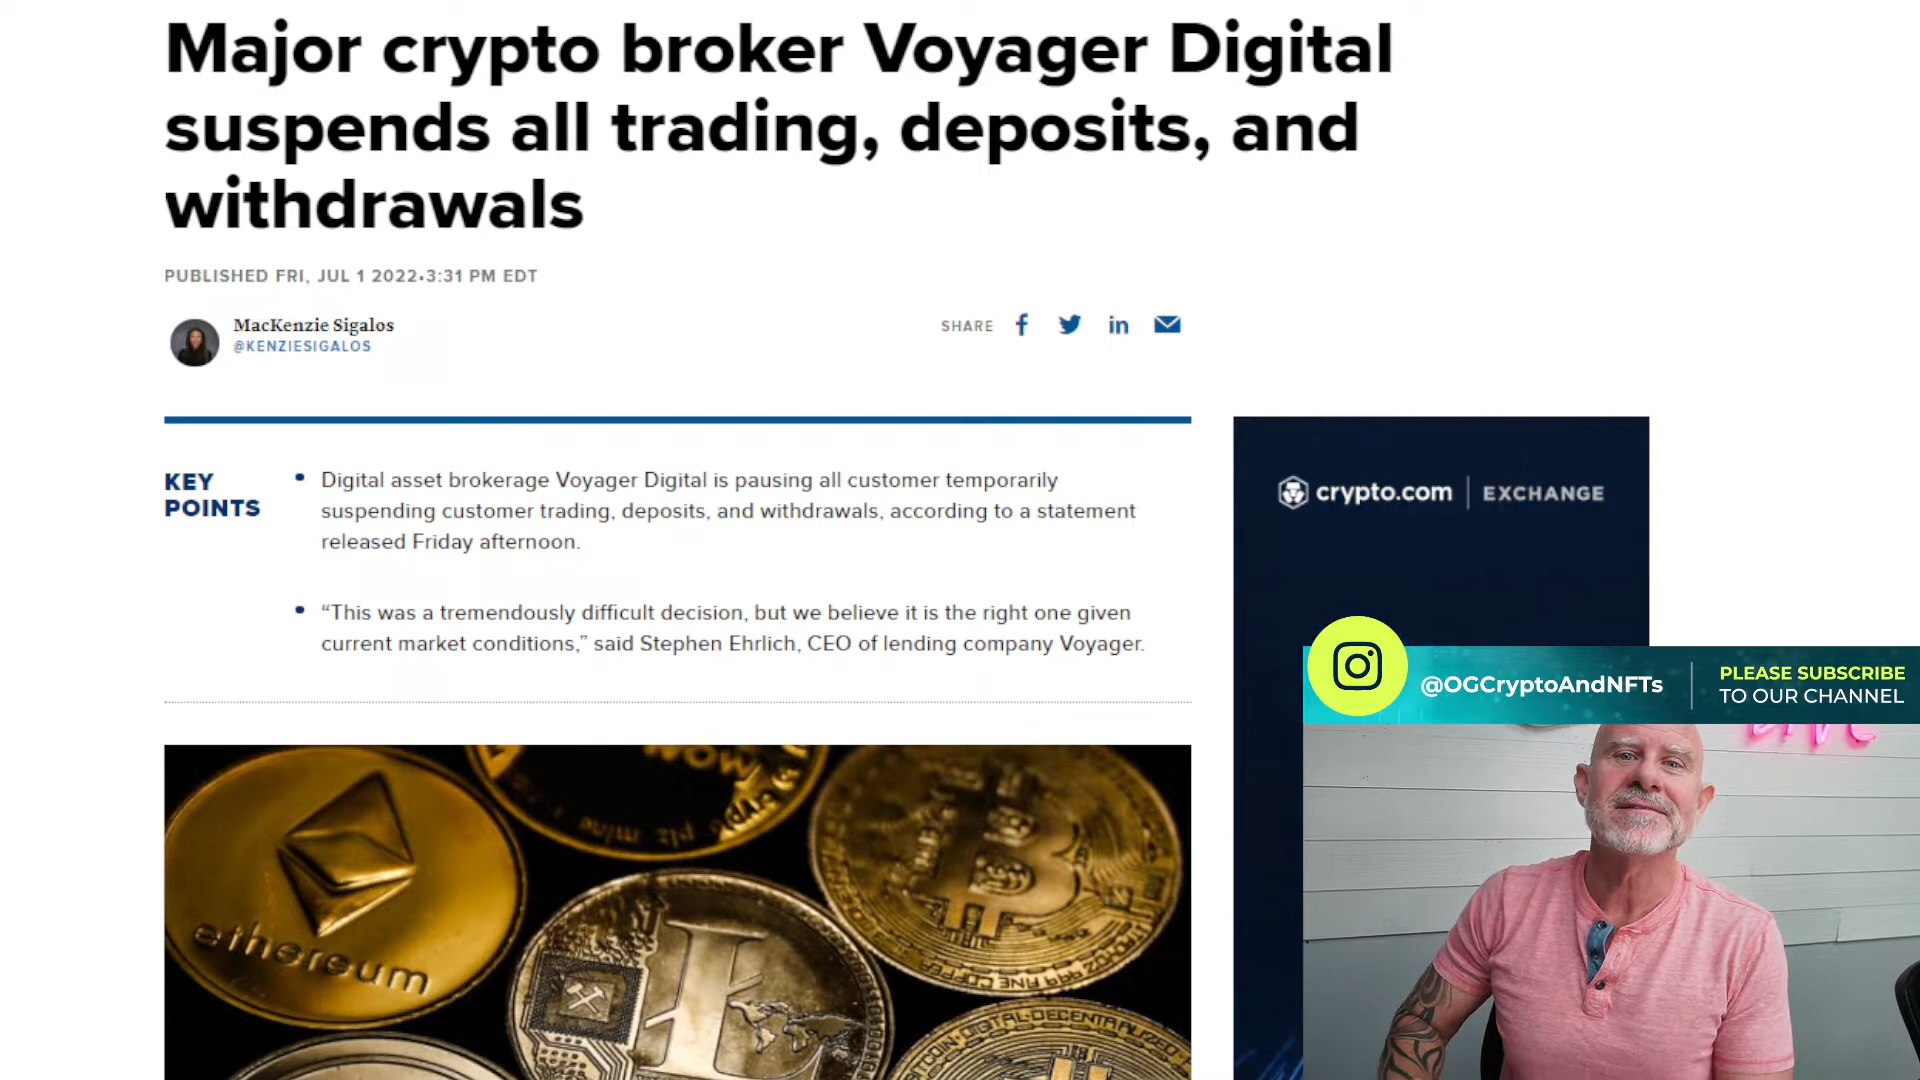 Major crypto broker Voyager Digital
suspends all trading, deposits, and
withdrawals
PUBLISHED FRI, JUL 1 2022•3:31 PM EDT
MacKenzie Sigalos
@KENZIESIGALOS
SHARE
KEY
POINTS
• Digital asset brokerage Voyager Digital is pausing all customer temporarily
suspending customer trading, deposits, and withdrawals, according to a statement
released Friday afternoon.
• “This was a tremendously difficult decision, but we believe it is the right one given
current market conditions,” said Stephen Ehrlich, CEO of lending company Voyager.
crypto.com | EXCHANGE
@OGCryptoAndNFTs
PLEASE SUBSCRIBE
TO OUR CHANNEL
WOW
ethereum